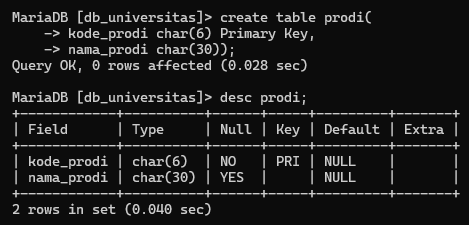 MariaDB [db_universitas]> create table prodi(
    -> kode_prodi char(6) Primary Key,
    -> nama_prodi char(30));
Query OK, 0 rows affected (0.028 sec)

MariaDB [db_universitas]> desc prodi;
+------------+----------+------+-----+---------+-------+
| Field      | Type     | Null | Key | Default | Extra |
+------------+----------+------+-----+---------+-------+
| kode_prodi | char(6)  | NO   | PRI | NULL    |       |
| nama_prodi | char(30) | YES  |     | NULL    |       |
+------------+----------+------+-----+---------+-------+
2 rows in set (0.040 sec)